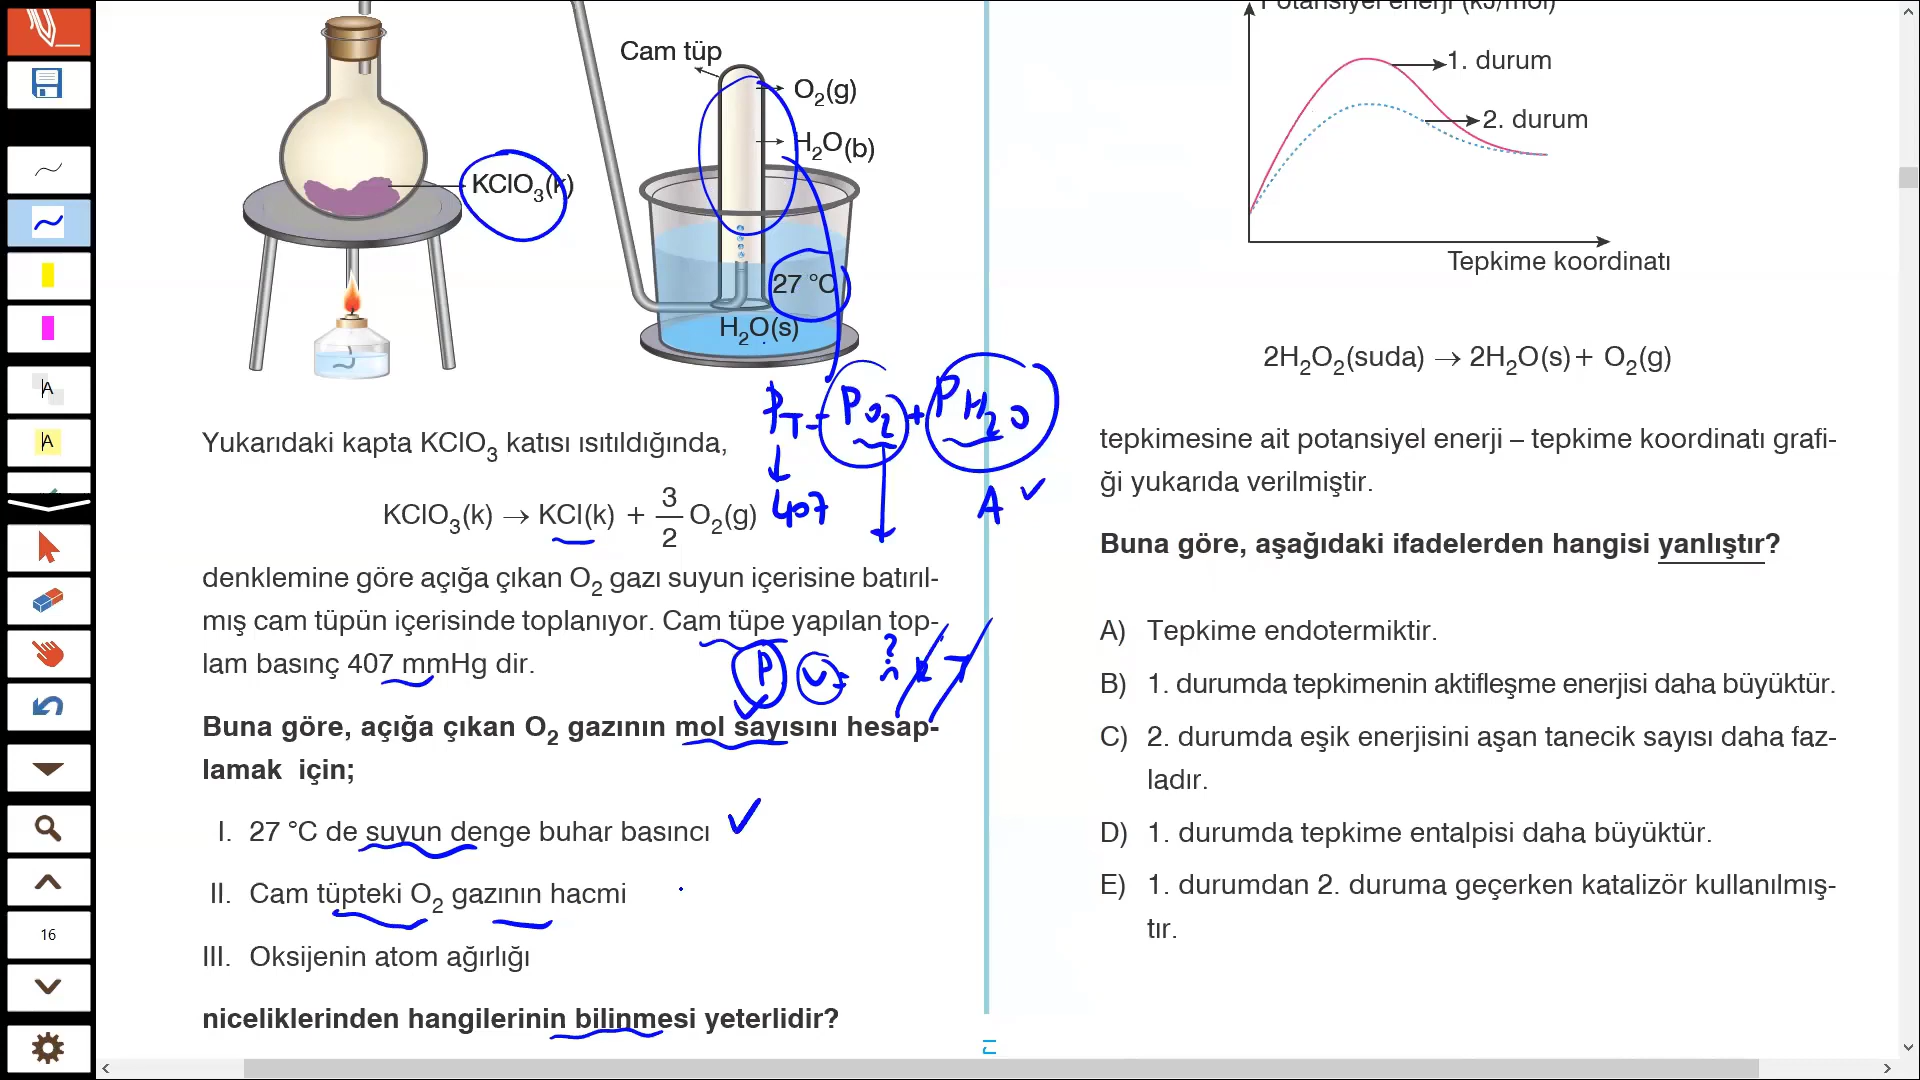 Cam tüp
O2(g)
H2O(b)
KClO3(k)
27 °C
H2O(s)
PT = PO2 + PH2O
407
A
Yukarıdaki kapta KClO3 katısı ısıtıldığında,
KClO3(k) → KCl(k) + 3/2 O2(g)
denklemine göre açığa çıkan O2 gazı suyun içerisine batırıl-
mış cam tüpün içerisinde toplanıyor. Cam tüpe yapılan top-
lam basınç 407 mmHg dir.
P V = n R T
?
Buna göre, açığa çıkan O2 gazının mol sayısını hesap-
lamak için;
I. 27 °C de suyun denge buhar basıncı
II. Cam tüpteki O2 gazının hacmi
III. Oksijenin atom ağırlığı
niceliklerinden hangilerinin bilinmesi yeterlidir?
Potansiyel enerji (kJ/mol)
1. durum
2. durum
Tepkime koordinatı
2H2O2(suda) → 2H2O(s) + O2(g)
tepkimesine ait potansiyel enerji – tepkime koordinatı grafi-
ği yukarıda verilmiştir.
Buna göre, aşağıdaki ifadelerden hangisi yanlıştır?
A) Tepkime endotermiktir.
B) 1. durumda tepkimenin aktifleşme enerjisi daha büyüktür.
C) 2. durumda eşik enerjisini aşan tanecik sayısı daha faz-
ladır.
D) 1. durumda tepkime entalpisi daha büyüktür.
E) 1. durumdan 2. duruma geçerken katalizör kullanılmış-
tır.
A
A
16